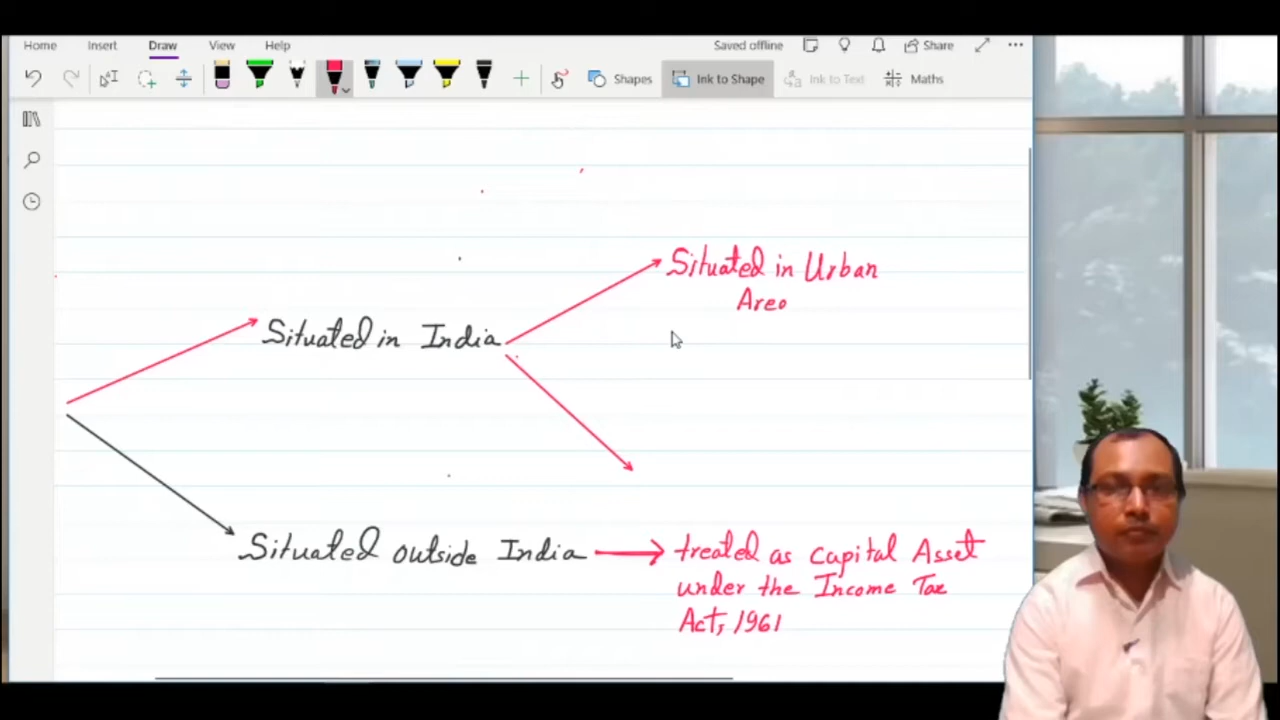 Home Insert Draw View Help Saved offline Share
Shapes Ink to Shape Ink to Text Maths
Situated in Urban
Area
Situated in India
Situated outside India
treated as capital Asset
under the Income Tax
Act, 1961